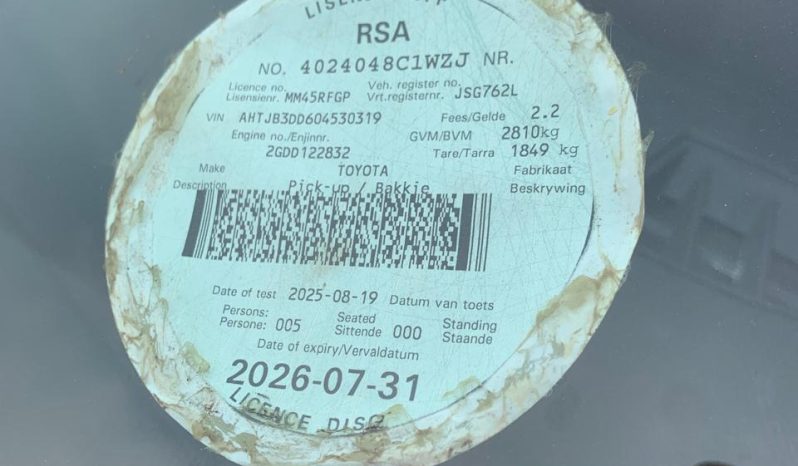 RSA
NO. 4024048C1WZJ NR.
Licence no. Veh. register no.
Lisensienr. MM45RFGP Vrt.registernr. JSG762L
VIN AHTJB3DD604530319 Fees/Gelde 2.2
Engine no./Enjinnr. GVM/BVM 2810kg
2GDD122832 Tare/Tarra 1849 kg
Make TOYOTA Fabrikaat
Description Pick-up / Bakkie Beskrywing
Date of test 2025-08-19 Datum van toets
Persons: Seated Standing
Persone: 005 Sittende 000 Staande
Date of expiry/Vervaldatum
2026-07-31
LICENCE DISC